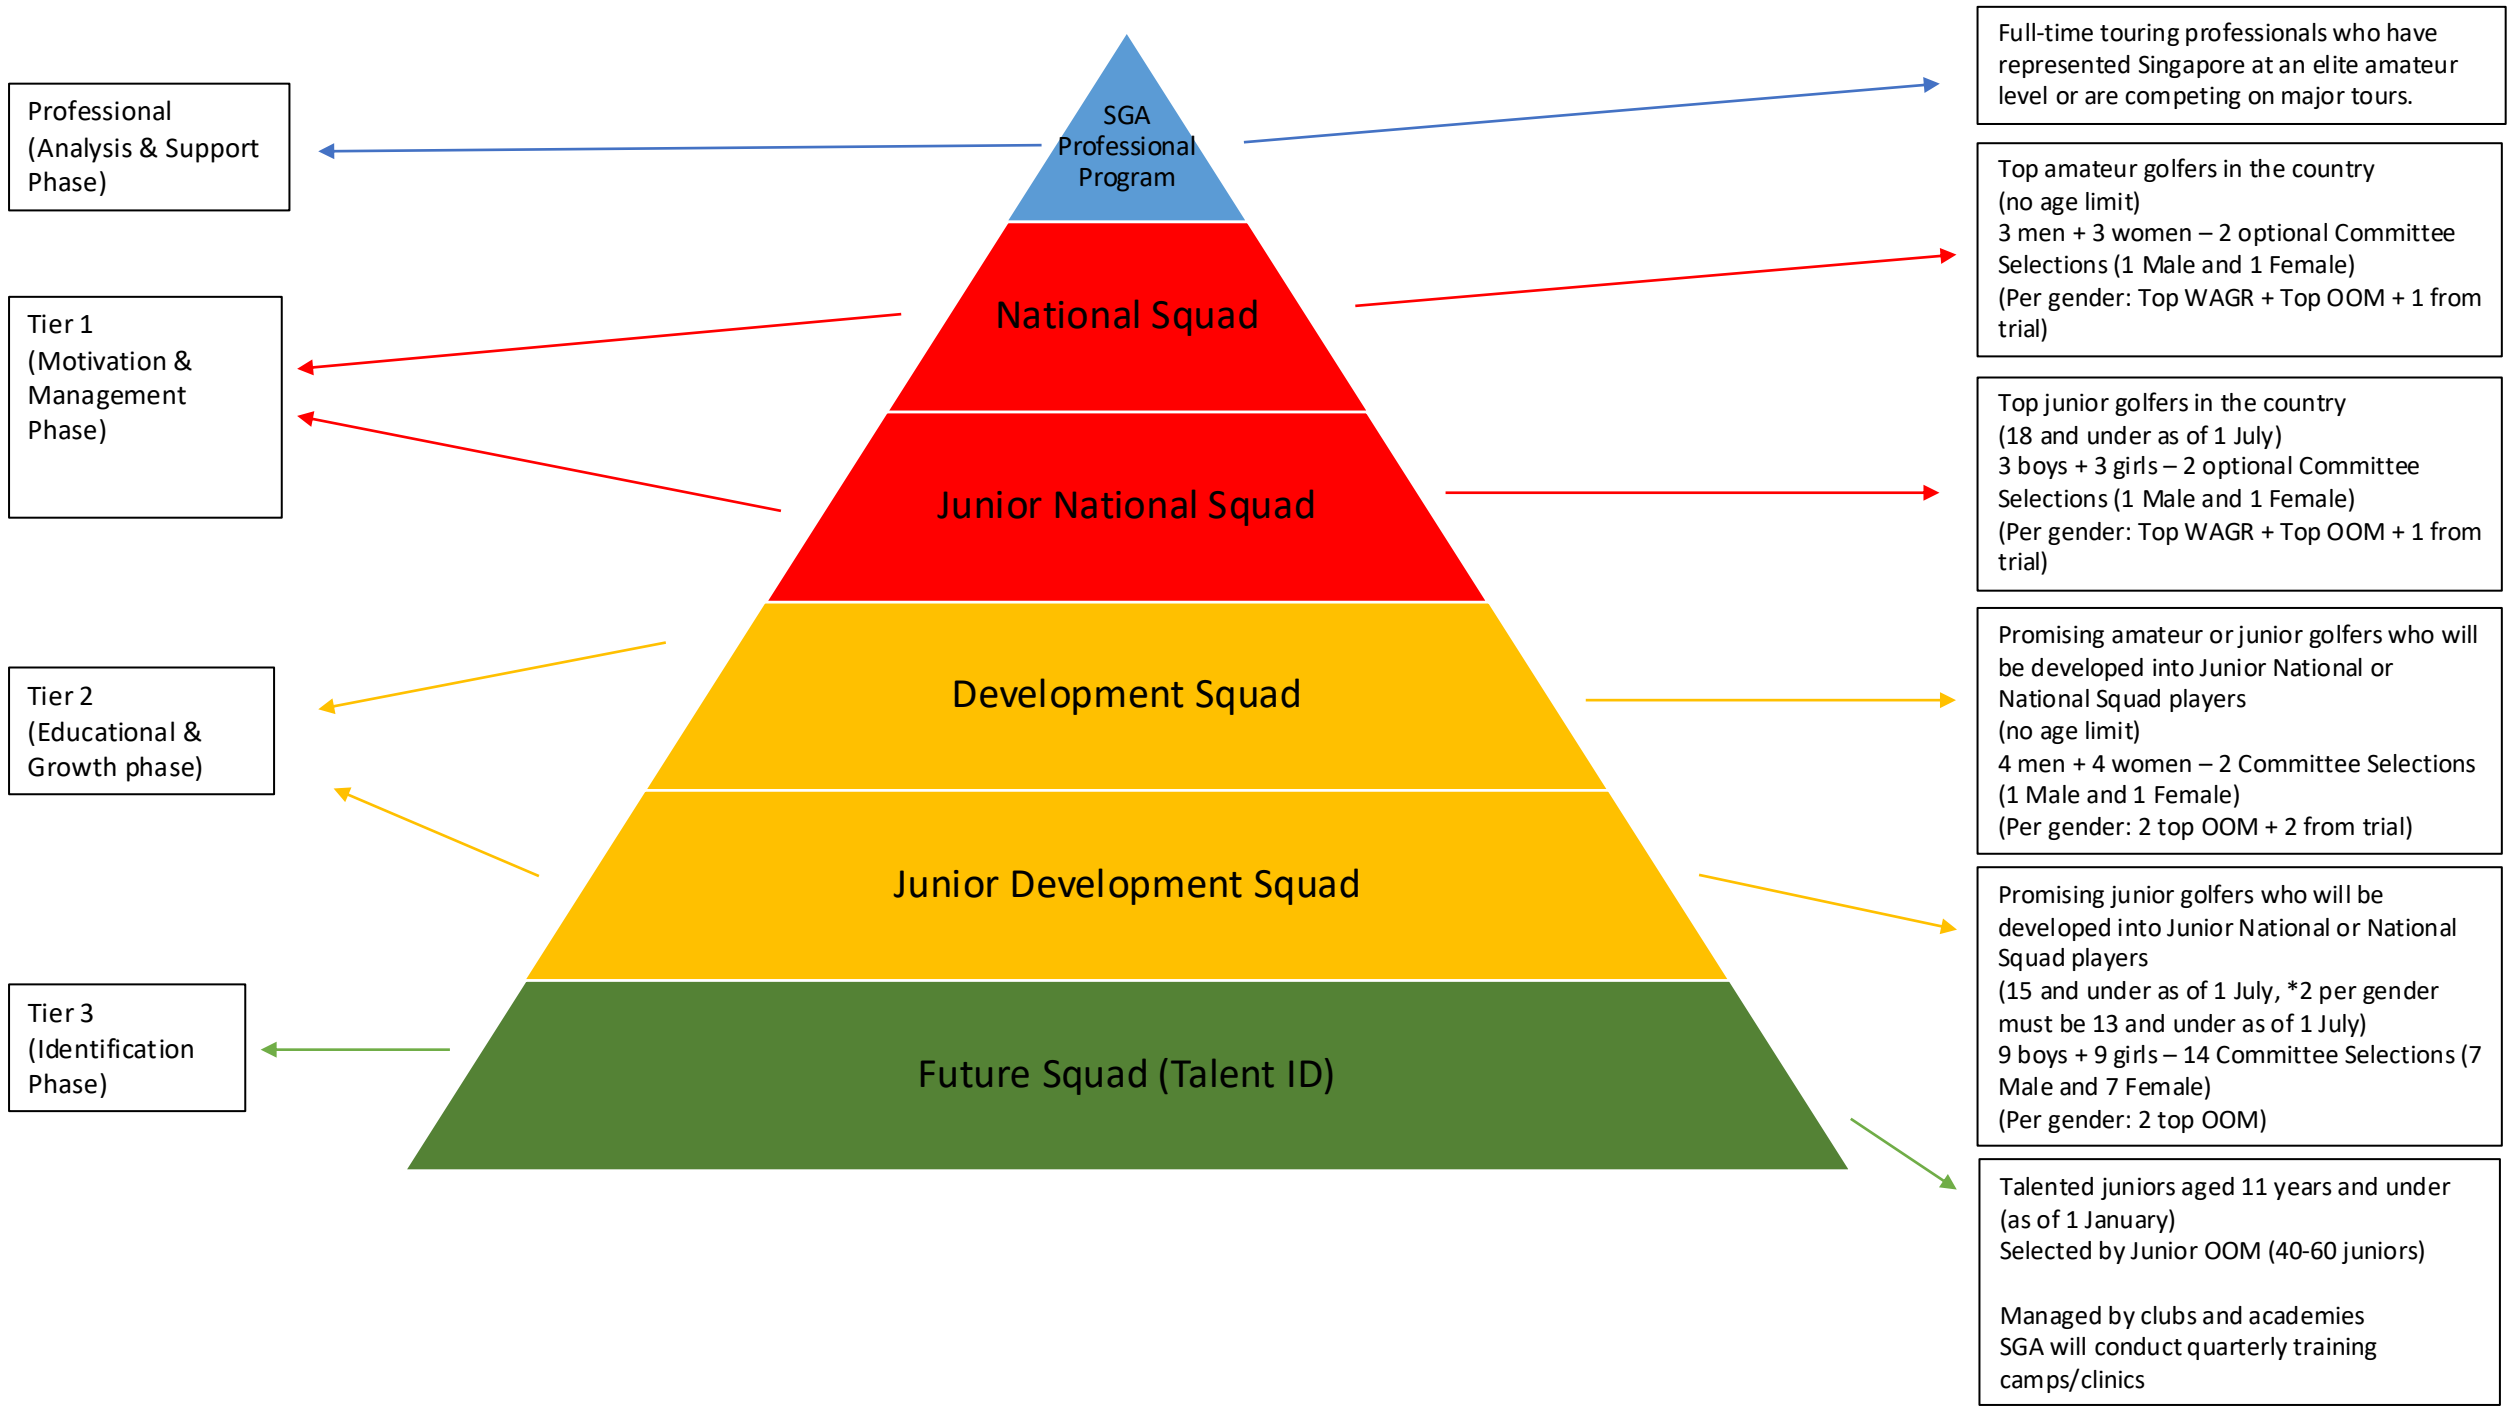 Professional
(Analysis & Support
Phase)
Tier 1
(Motivation &
Management
Phase)
Tier 2
(Educational &
Growth phase)
Tier 3
(Identification
Phase)
SGA
Professional
Program
National Squad
Junior National Squad
Development Squad
Junior Development Squad
Future Squad (Talent ID)
Full-time touring professionals who have
represented Singapore at an elite amateur
level or are competing on major tours.
Top amateur golfers in the country
(no age limit)
3 men + 3 women – 2 optional Committee
Selections (1 Male and 1 Female)
(Per gender: Top WAGR + Top OOM + 1 from
trial)
Top junior golfers in the country
(18 and under as of 1 July)
3 boys + 3 girls – 2 optional Committee
Selections (1 Male and 1 Female)
(Per gender: Top WAGR + Top OOM + 1 from
trial)
Promising amateur or junior golfers who will
be developed into Junior National or
National Squad players
(no age limit)
4 men + 4 women – 2 Committee Selections
(1 Male and 1 Female)
(Per gender: 2 top OOM + 2 from trial)
Promising junior golfers who will be
developed into Junior National or National
Squad players
(15 and under as of 1 July, *2 per gender
must be 13 and under as of 1 July)
9 boys + 9 girls – 14 Committee Selections (7
Male and 7 Female)
(Per gender: 2 top OOM)
Talented juniors aged 11 years and under
(as of 1 January)
Selected by Junior OOM (40-60 juniors)
Managed by clubs and academies
SGA will conduct quarterly training
camps/clinics